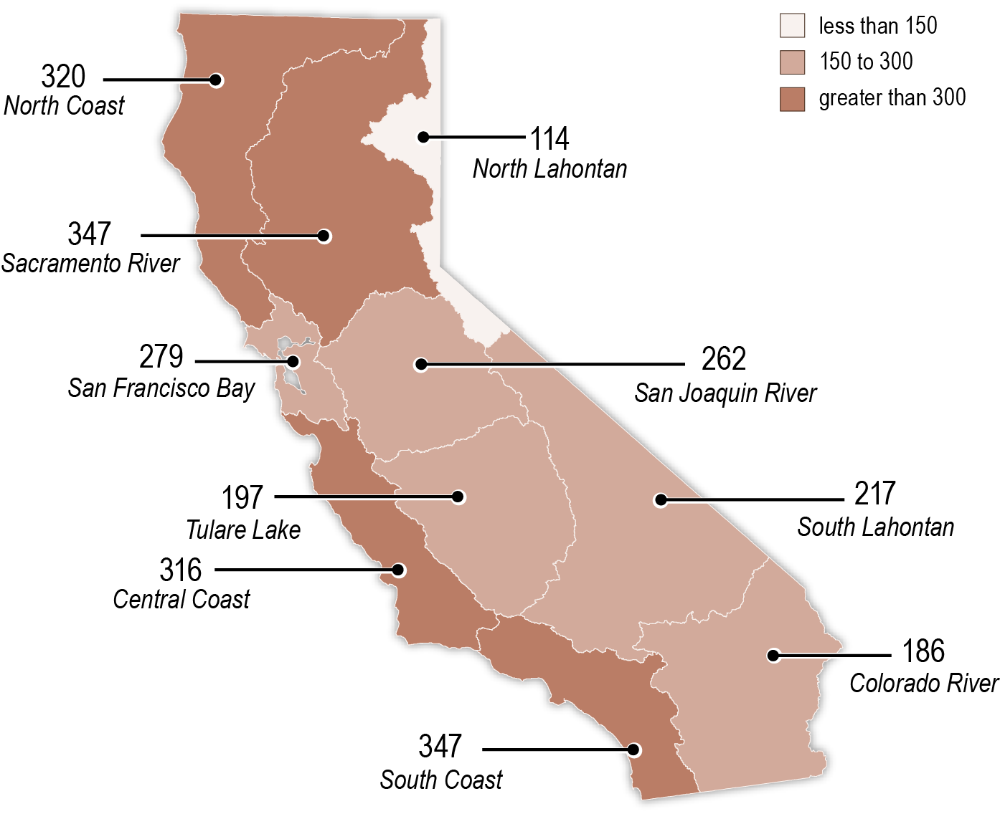 less than 150
150 to 300
greater than 300
320
North Coast
114
North Lahontan
347
Sacramento River
279
San Francisco Bay
262
San Joaquin River
197
Tulare Lake
217
South Lahontan
316
Central Coast
186
Colorado River
347
South Coast